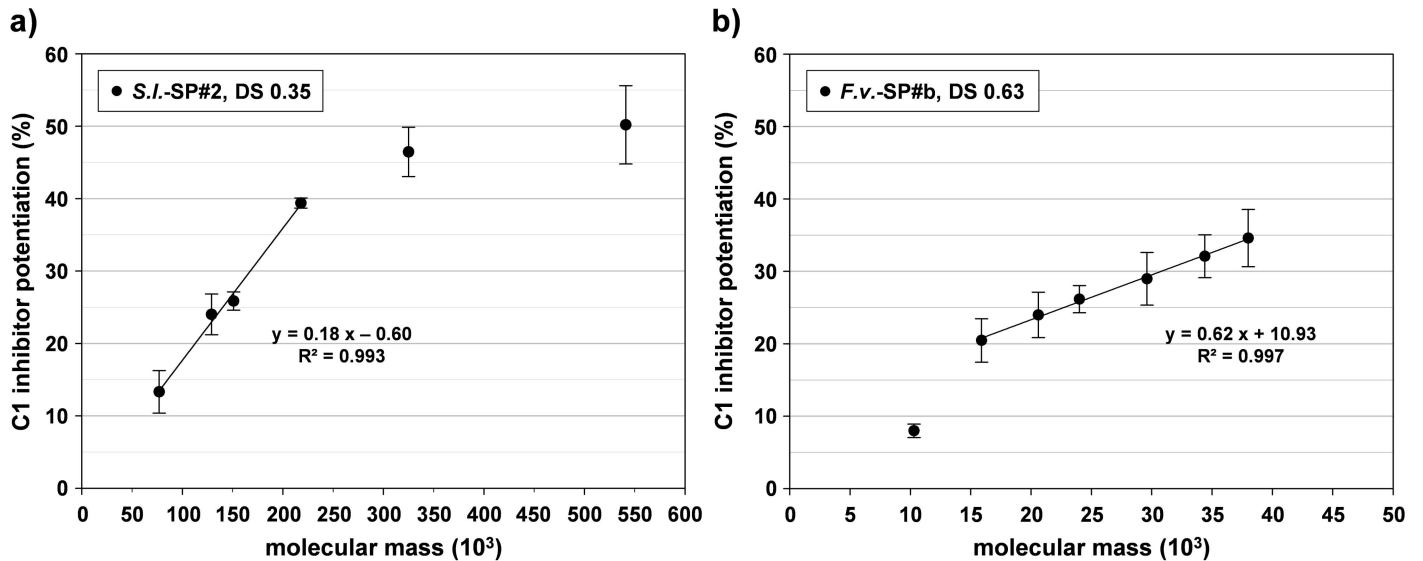 a)
60
50
40
30
20
10
0
C1 inhibitor potentiation (%)
S.l.-SP#2, DS 0.35
y = 0.18 x – 0.60
R² = 0.993
0 50 100 150 200 250 300 350 400 450 500 550 600
molecular mass (10³)
b)
60
50
40
30
20
10
0
C1 inhibitor potentiation (%)
F.v.-SP#b, DS 0.63
y = 0.62 x + 10.93
R² = 0.997
0 5 10 15 20 25 30 35 40 45 50
molecular mass (10³)